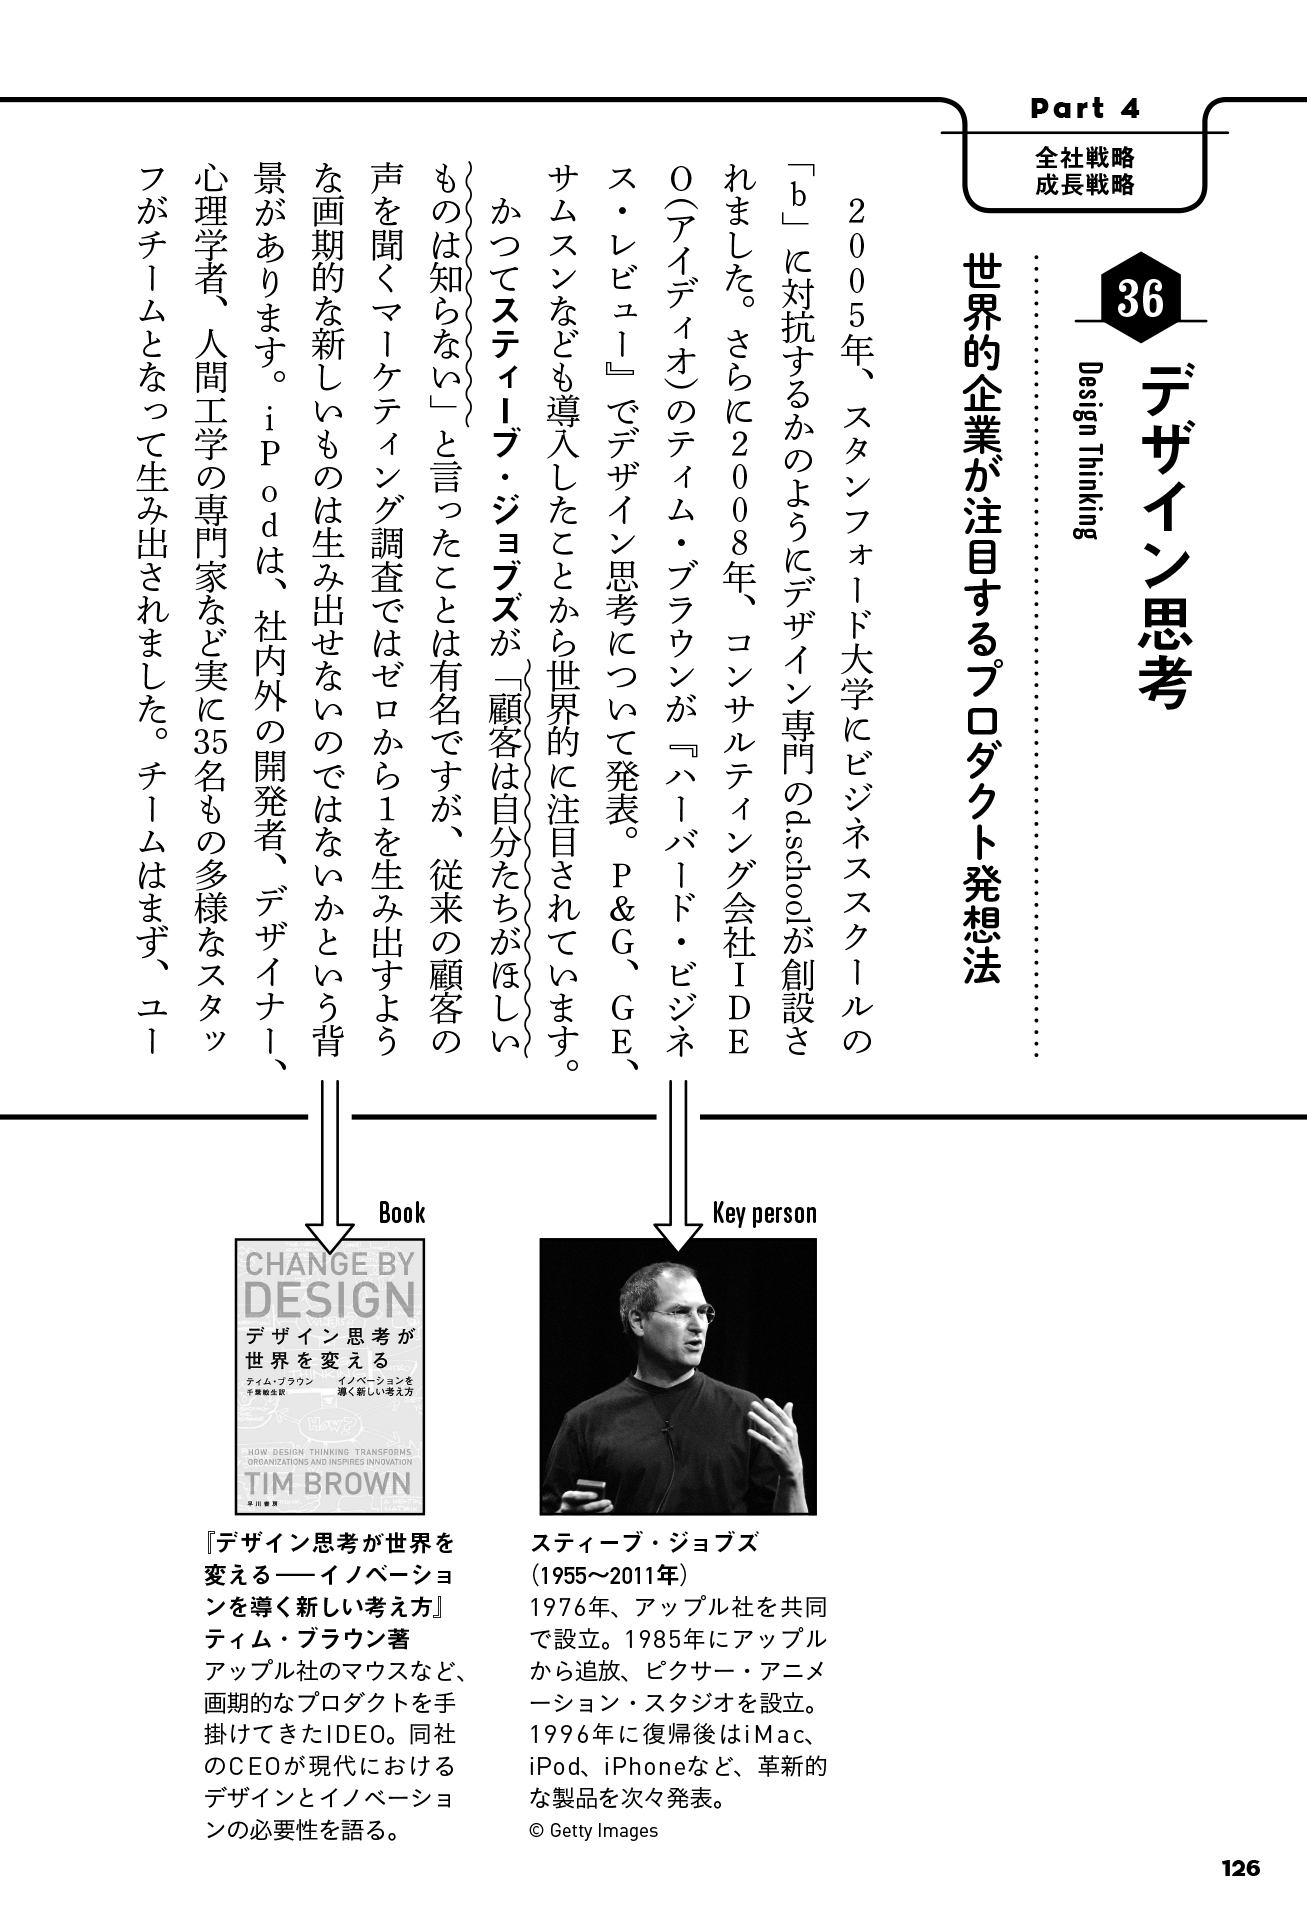 Part 4
全社戦略
成長戦略
36
デザイン思考
Design Thinking
世界的企業が注目するプロダクト発想法
2005年、スタンフォード大学にビジネススクールの
「b」に対抗するかのようにデザイン専門のd.schoolが創設さ
れました。さらに2008年、コンサルティング会社IDE
O(アイディオ)のティム・ブラウンが『ハーバード・ビジネ
ス・レビュー』でデザイン思考について発表。P&G、GE、
サムスンなども導入したことから世界的に注目されています。
かつてスティーブ・ジョブズが「顧客は自分たちがほしい
ものは知らない」と言ったことは有名ですが、従来の顧客の
声を聞くマーケティング調査ではゼロから1を生み出すよう
な画期的な新しいものは生み出せないのではないかという背
景があります。iPodは、社内外の開発者、デザイナー、
心理学者、人間工学の専門家など実に35名もの多様なスタッ
フがチームとなって生み出されました。チームはまず、ユー
Key person
スティーブ・ジョブズ
（1955〜2011年）
1976年、アップル社を共同
で設立。1985年にアップル
から追放、ピクサー・アニメ
ーション・スタジオを設立。
1996年に復帰後はiMac、
iPod、iPhoneなど、革新的
な製品を次々発表。
© Getty Images
Book
CHANGE BY
DESIGN
デザイン思考が
世界を変える
ティム・ブラウン
千葉敏生訳
イノベーションを
導く新しい考え方
HOW?
HOW DESIGN THINKING TRANSFORMS
ORGANIZATIONS AND INSPIRES INNOVATION
TIM BROWN
早川書房
『デザイン思考が世界を
変える――イノベーショ
ンを導く新しい考え方』
ティム・ブラウン著
アップル社のマウスなど、
画期的なプロダクトを手
掛けてきたIDEO。同社
のCEOが現代における
デザインとイノベーショ
ンの必要性を語る。
126